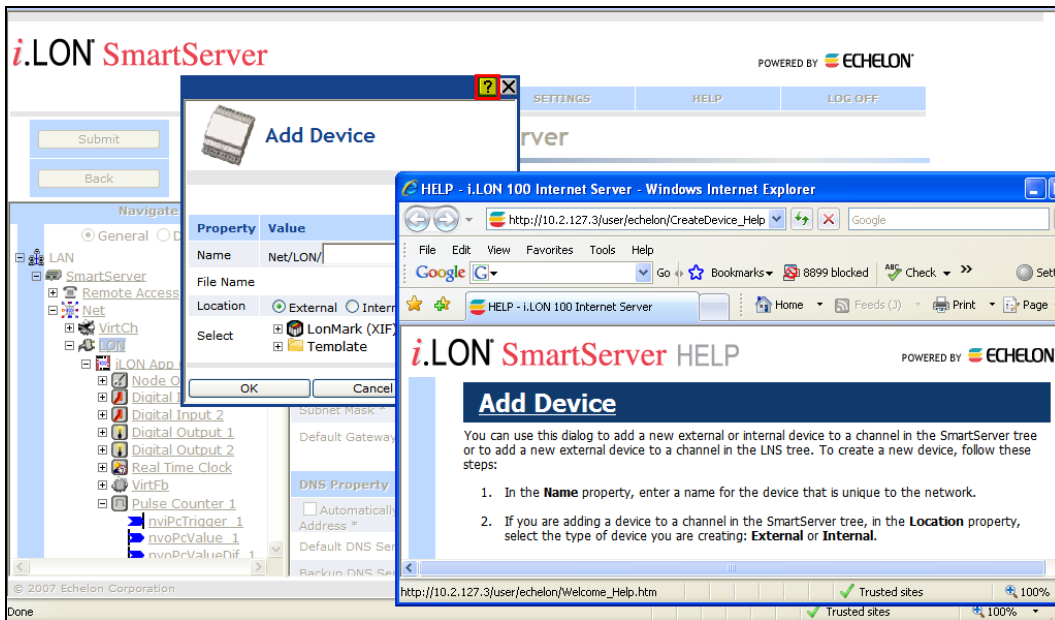 i.LON SmartServer
POWERED BY ECHELON
SETTINGS HELP LOG OFF
Submit
Back
rver
Navigate
General D
LAN
SmartServer
Remote Access
Net
VirtCh
LON
iLON App
Node O
Digital I
Digital Input 2
Digital Output 1
Digital Output 2
Real Time Clock
VirtFb
Pulse Counter 1
nviPcTrigger_1
nvoPcValue_1
nvoPcValueDif_1
© 2007 Echelon Corporation
Done
? X
Add Device
Property Value
Name Net/LON/
File Name
Location External Intern
Select LonMark (XIF)
Template
OK Cancel
Subnet Mask *
Default Gateway
DNS Property
Automatically
Address *
Default DNS Ser
Backup DNS Se
HELP - i.LON 100 Internet Server - Windows Internet Explorer
http://10.2.127.3/user/echelon/CreateDevice_Help Google
File Edit View Favorites Tools Help
Google G Go Bookmarks 8899 blocked ABC Check » Sett
HELP - i.LON 100 Internet Server Home Feeds (J) Print Page
i.LON SmartServer HELP
POWERED BY ECHELON
Add Device
You can use this dialog to add a new external or internal device to a channel in the SmartServer tree
or to add a new external device to a channel in the LNS tree. To create a new device, follow these
steps:
1. In the Name property, enter a name for the device that is unique to the network.
2. If you are adding a device to a channel in the SmartServer tree, in the Location property,
select the type of device you are creating: External or Internal.
http://10.2.127.3/user/echelon/Welcome_Help.htm Trusted sites 100%
Trusted sites 100%